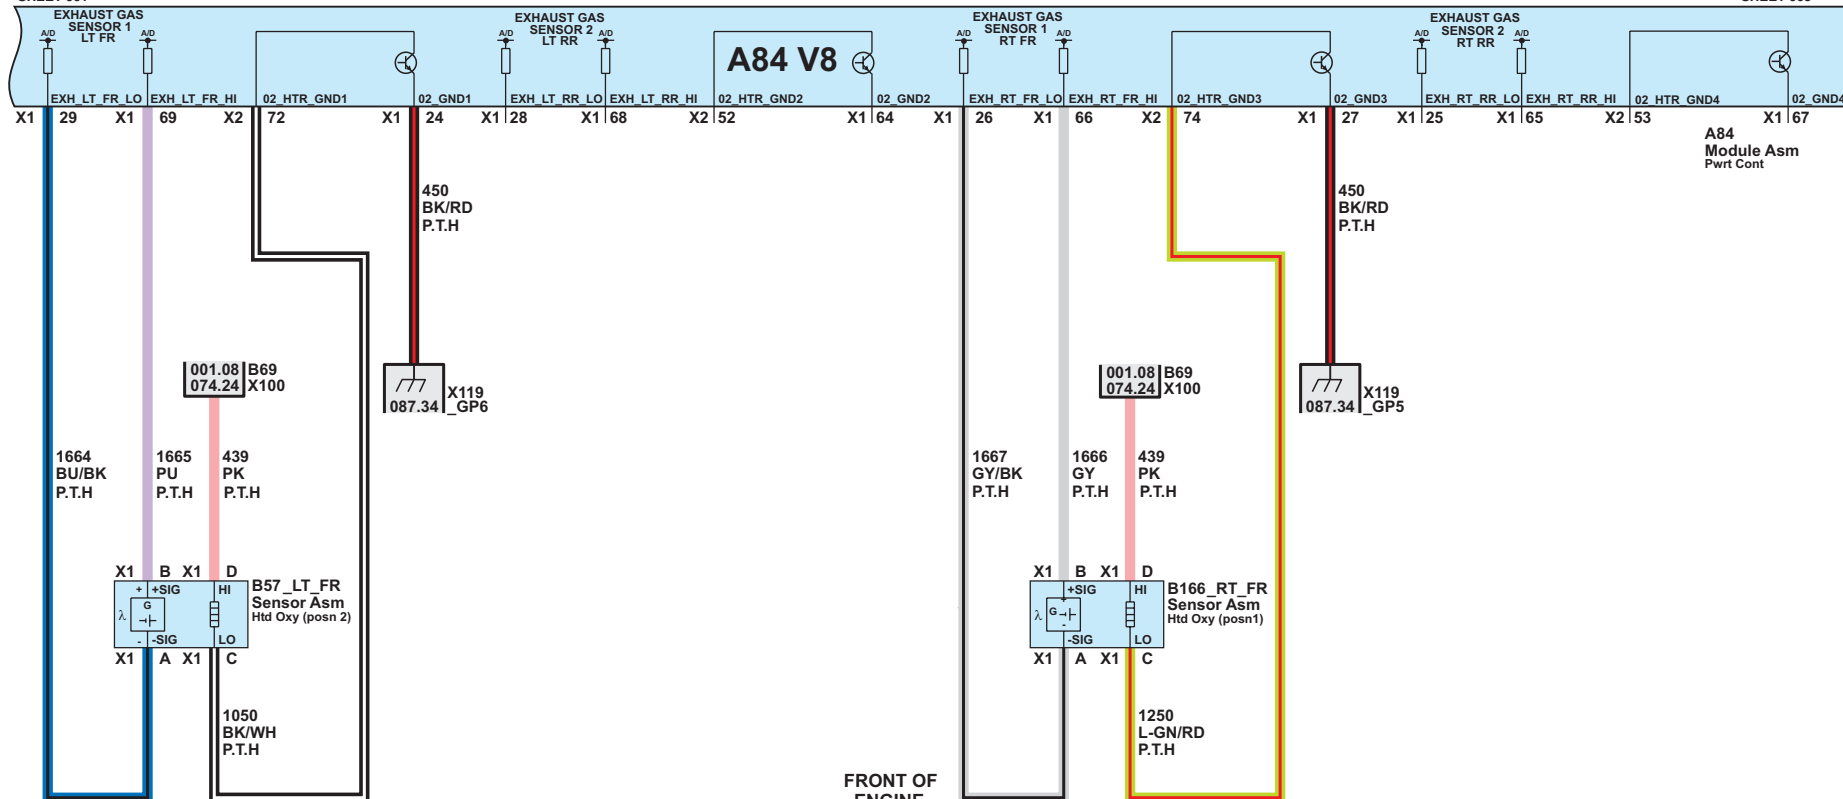 EXHAUST GAS
SENSOR 1
LT FR
A/D
A/D
EXHAUST GAS
SENSOR 2
LT RR
A/D
A/D
A84 V8
EXHAUST GAS
SENSOR 1
RT FR
A/D
A/D
EXHAUST GAS
SENSOR 2
RT RR
A/D
A/D
EXH_LT_FR_LO
EXH_LT_FR_HI
02_HTR_GND1
02_GND1
EXH_LT_RR_LO
EXH_LT_RR_HI
02_HTR_GND2
02_GND2
EXH_RT_FR_LO
EXH_RT_FR_HI
02_HTR_GND3
02_GND3
EXH_RT_RR_LO
EXH_RT_RR_HI
02_HTR_GND4
02_GND4
X1 29 X1 69 X2 72 X1 24 X1 28 X1 68 X2 52 X1 64 X1 26 X1 66 X2 74 X1 27 X1 25 X1 65 X2 53 X1 67
A84
Module Asm
Pwrt Cont
450
BK/RD
P.T.H
450
BK/RD
P.T.H
001.08 B69
074.24 X100
X119
087.34 _GP6
001.08 B69
074.24 X100
X119
087.34 _GP5
1664
BU/BK
P.T.H
1665
PU
P.T.H
439
PK
P.T.H
1667
GY/BK
P.T.H
1666
GY
P.T.H
439
PK
P.T.H
X1 B X1 D
+ +SIG HI
G
λ
- -SIG LO
X1 A X1 C
B57_LT_FR
Sensor Asm
Htd Oxy (posn 2)
X1 B X1 D
+SIG HI
+
G
λ
-
-SIG LO
X1 A X1 C
B166_RT_FR
Sensor Asm
Htd Oxy (posn1)
1050
BK/WH
P.T.H
1250
L-GN/RD
P.T.H
FRONT OF
ENGINE